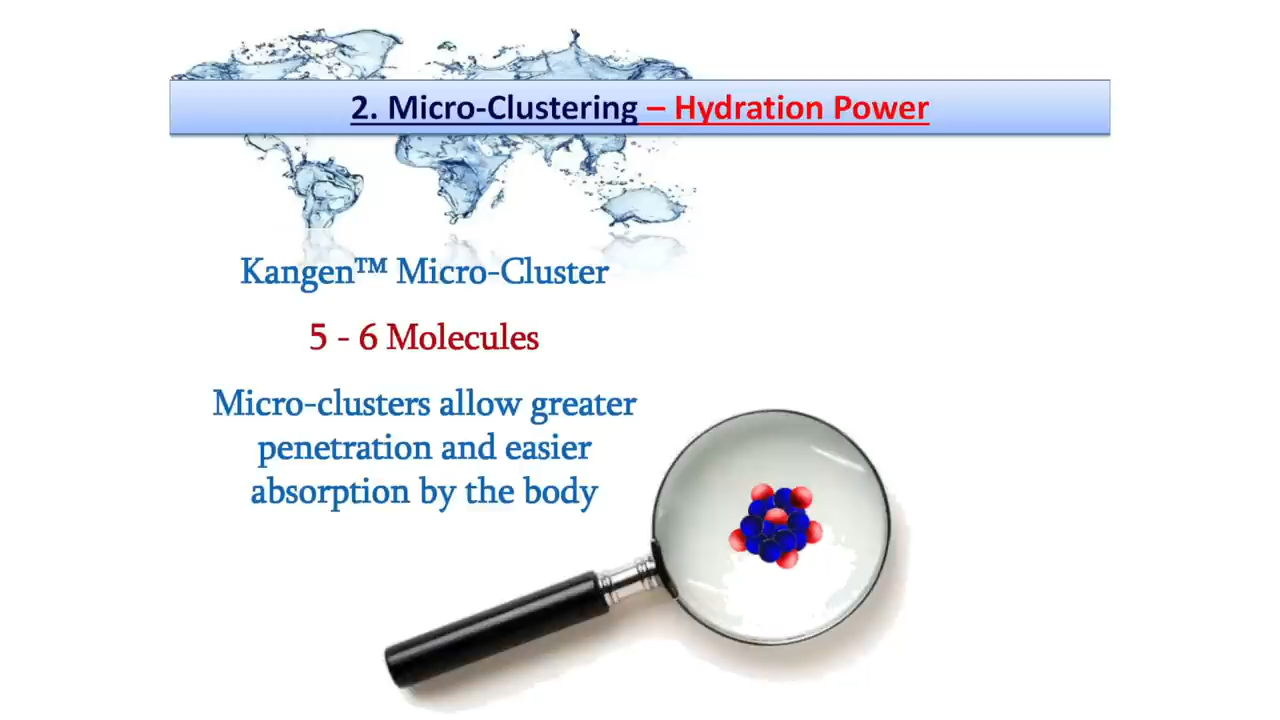 2. Micro-Clustering – Hydration Power
Kangen™ Micro-Cluster
5 - 6 Molecules
Micro-clusters allow greater
penetration and easier
absorption by the body